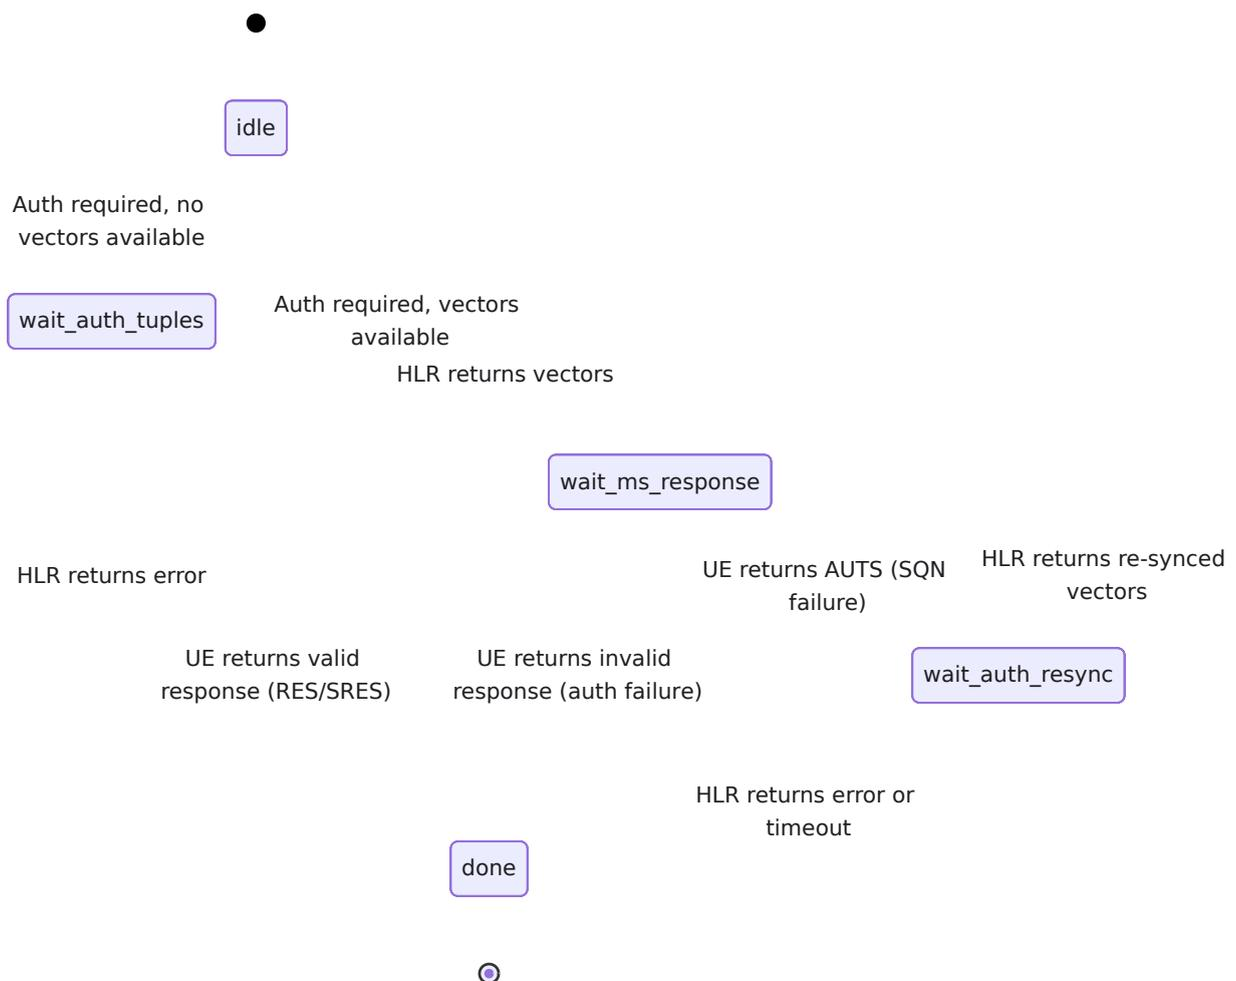 idle
Auth required, no
vectors available
wait_auth_tuples
Auth required, vectors
available
HLR returns vectors
wait_ms_response
HLR returns error
UE returns AUTS (SQN
failure)
HLR returns re-synced
vectors
UE returns valid
response (RES/SRES)
UE returns invalid
response (auth failure)
wait_auth_resync
HLR returns error or
timeout
done